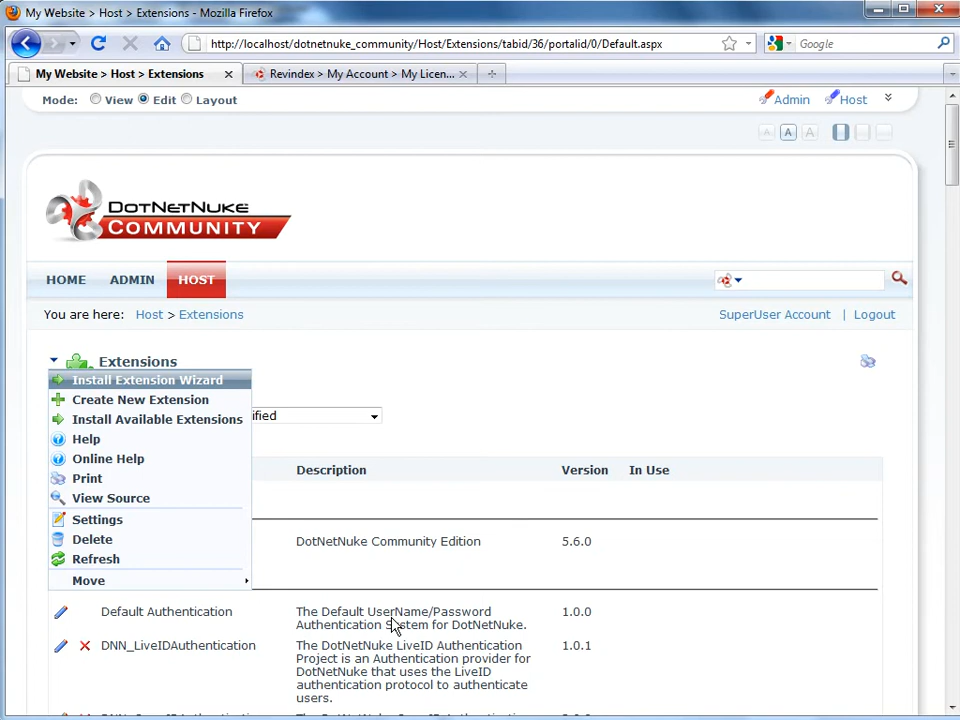 My Website > Host > Extensions - Mozilla Firefox
http://localhost/dotnetnuke_community/Host/Extensions/tabid/36/portalid/0/Default.aspx
Google
My Website > Host > Extensions
Revindex > My Account > My Licen...
Mode: View Edit Layout
Admin Host
A A A
DOTNETNUKE
COMMUNITY
HOME ADMIN HOST
You are here: Host > Extensions
SuperUser Account | Logout
Extensions
Install Extension Wizard
Create New Extension
Install Available Extensions
Help
Online Help
Print
View Source
Settings
Delete
Refresh
Move
ified
Description Version In Use
DotNetNuke Community Edition 5.6.0
Default Authentication The Default UserName/Password 1.0.0
Authentication System for DotNetNuke.
DNN_LiveIDAuthentication The DotNetNuke LiveID Authentication 1.0.1
Project is an Authentication provider for
DotNetNuke that uses the LiveID
authentication protocol to authenticate
users.